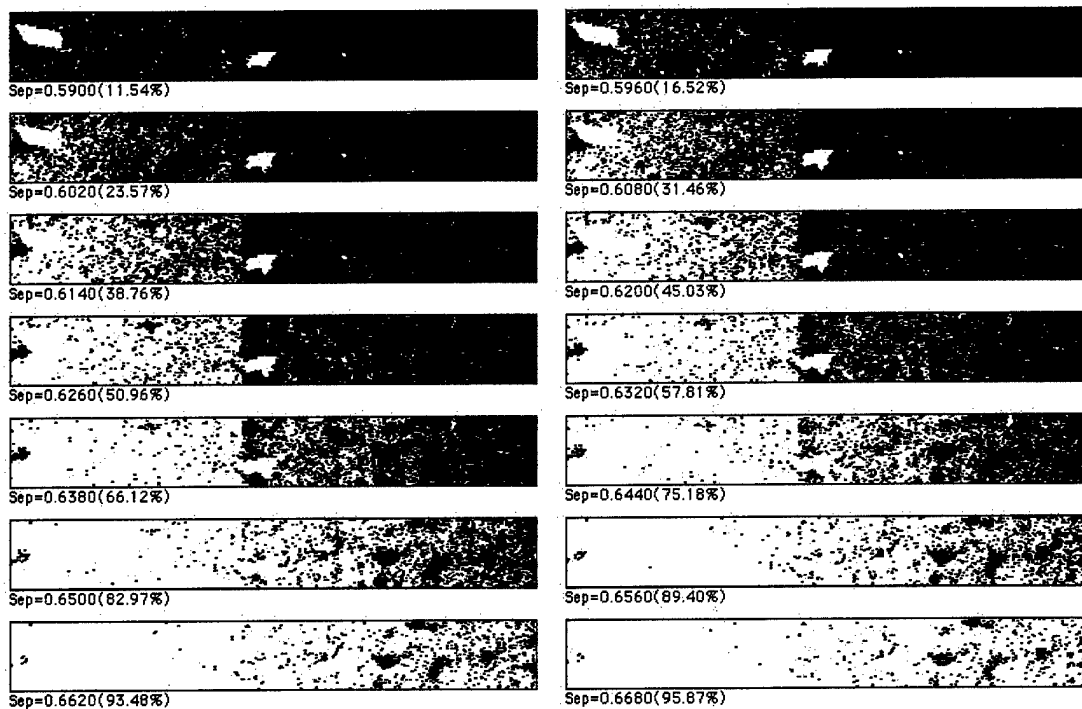 Sep=0.5900(11.54%)
Sep=0.5960(16.52%)
Sep=0.6020(23.57%)
Sep=0.6080(31.46%)
Sep=0.6140(38.76%)
Sep=0.6200(45.03%)
Sep=0.6260(50.96%)
Sep=0.6320(57.81%)
Sep=0.6380(66.12%)
Sep=0.6440(75.18%)
Sep=0.6500(82.97%)
Sep=0.6560(89.40%)
Sep=0.6620(93.48%)
Sep=0.6680(95.87%)